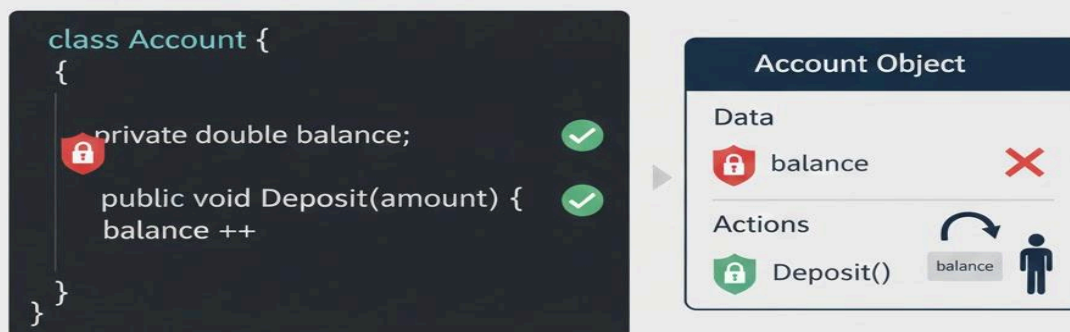 class Account {
{
private double balance;
public void Deposit(amount) {
balance ++
}
}
Account Object
Data
balance
Actions
Deposit()
balance